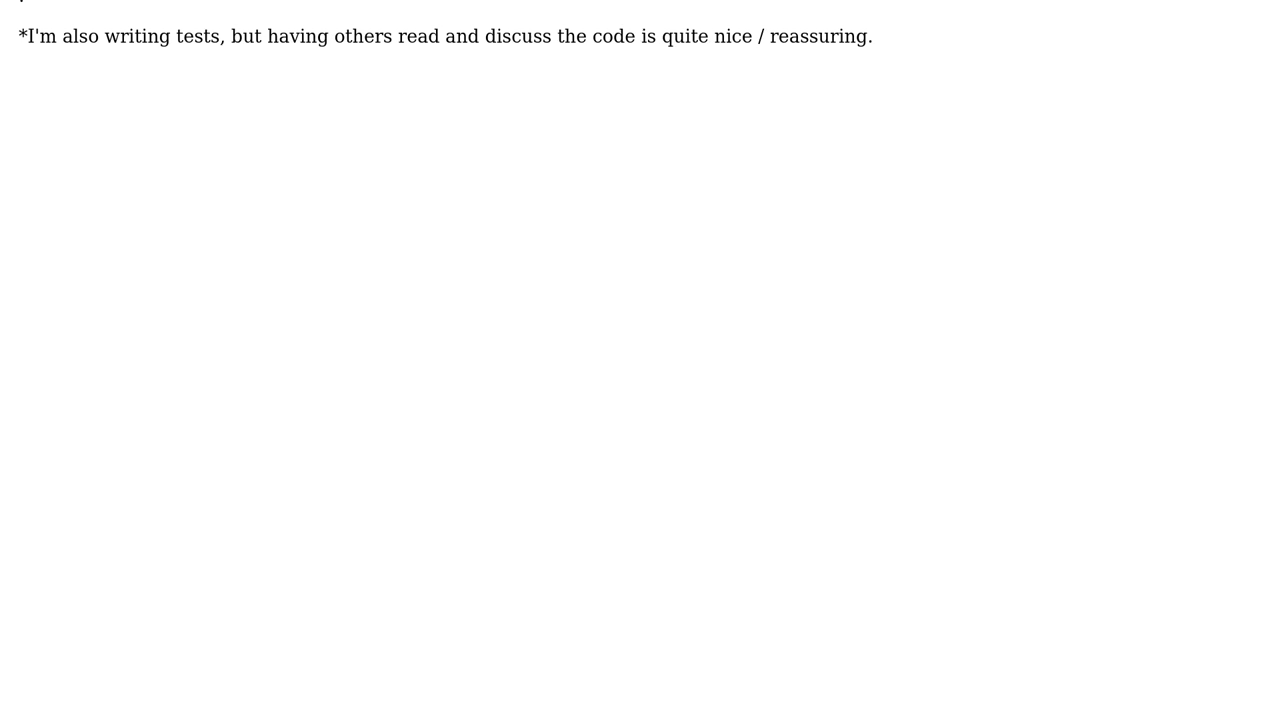 *I'm also writing tests, but having others read and discuss the code is quite nice / reassuring.